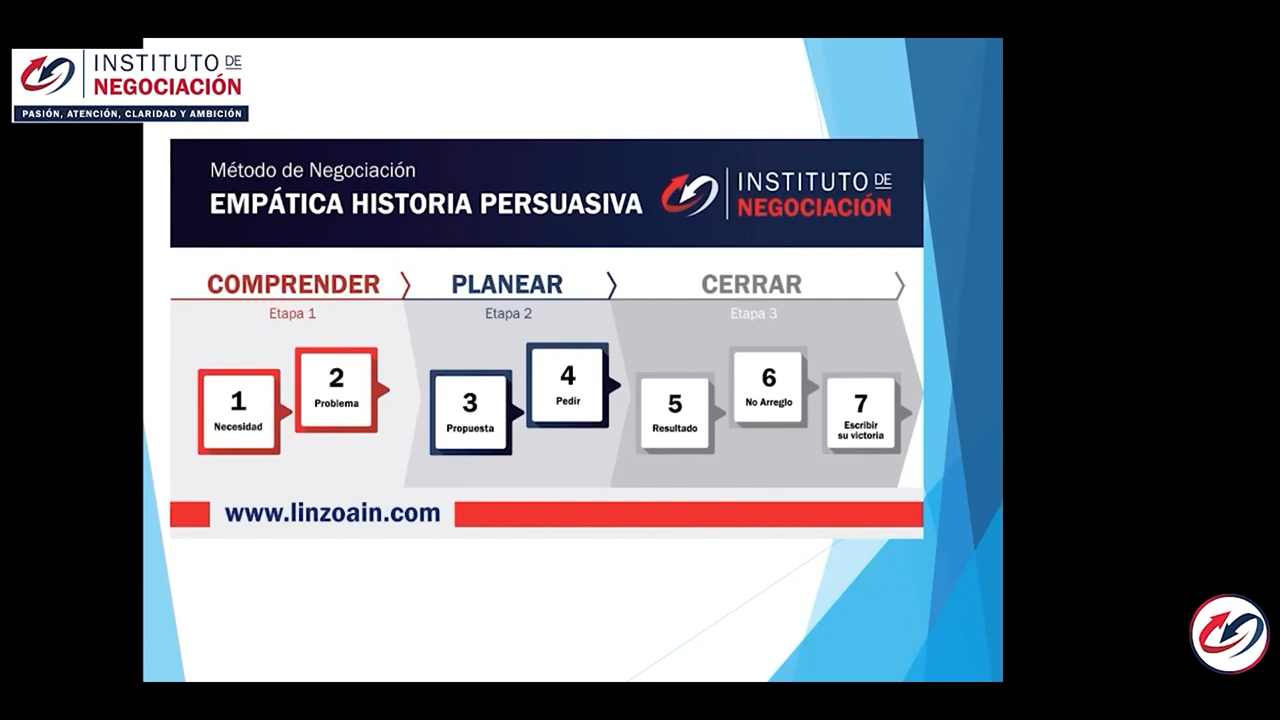 INSTITUTO DE
NEGOCIACIÓN
PASIÓN, ATENCIÓN, CLARIDAD Y AMBICIÓN
Método de Negociación
EMPÁTICA HISTORIA PERSUASIVA
INSTITUTO DE
NEGOCIACIÓN
COMPRENDER
Etapa 1
PLANEAR
Etapa 2
CERRAR
Etapa 3
1
Necesidad
2
Problema
3
Propuesta
4
Pedir
5
Resultado
6
No Arreglo
7
Escribir
su victoria
www.linzoain.com